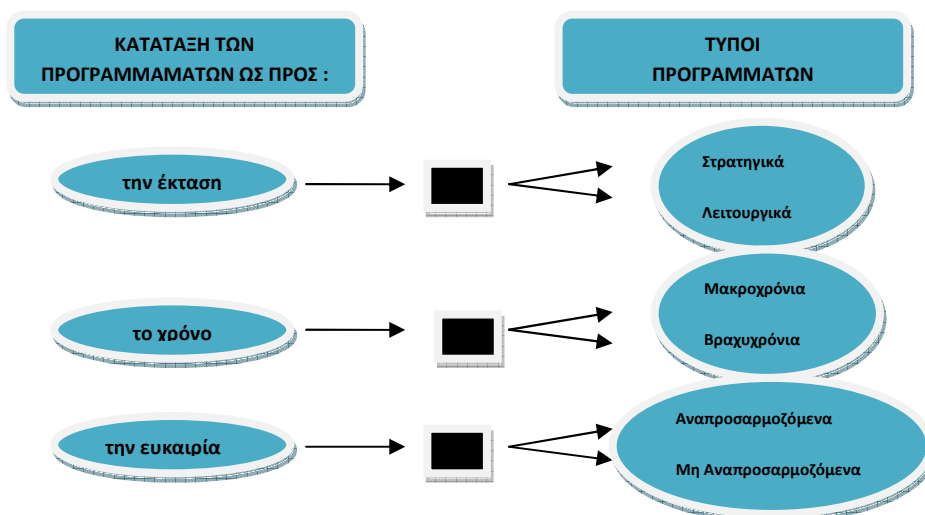 ΚΑΤΑΤΑΞΗ ΤΩΝ
ΠΡΟΓΡΑΜΜΑΜΑΤΩΝ ΩΣ ΠΡΟΣ :
ΤΥΠΟΙ
ΠΡΟΓΡΑΜΜΑΤΩΝ
την έκταση
Στρατηγικά
Λειτουργικά
το χρόνο
Μακροχρόνια
Βραχυχρόνια
την ευκαιρία
Αναπροσαρμοζόμενα
Μη Αναπροσαρμοζόμενα